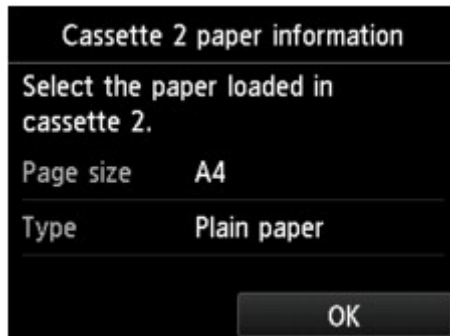 Cassette 2 paper information
Select the paper loaded in
cassette 2.
Page size A4
Type Plain paper
OK